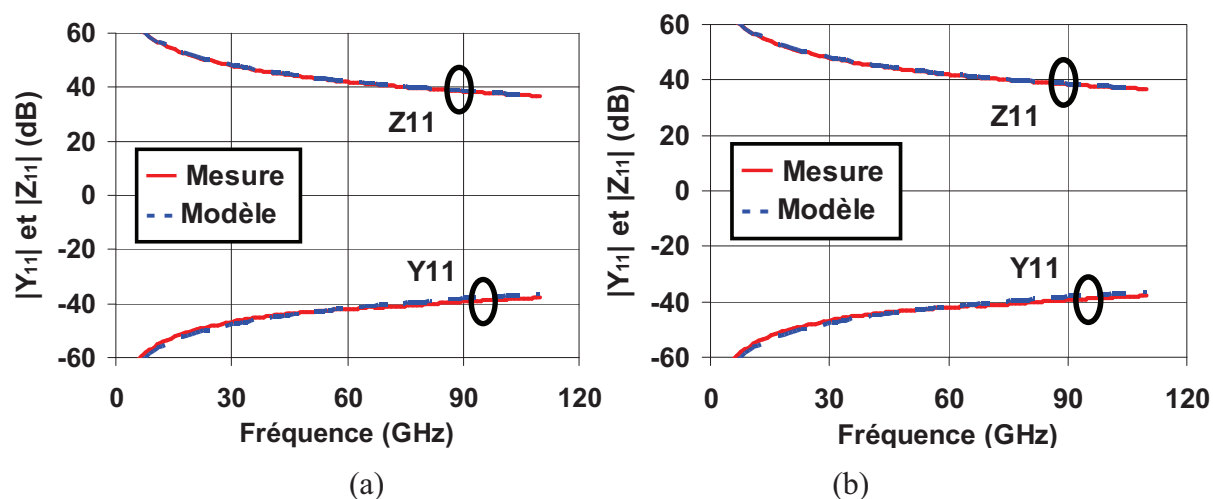 60
40
20
0
-20
-40
-60
|Y₁₁| et |Z₁₁| (dB)
Z11
Mesure
Modèle
Y11
0 30 60 90 120
Fréquence (GHz)
(a)
60
40
20
0
-20
-40
-60
|Y₁₁| et |Z₁₁| (dB)
Z11
Mesure
Modèle
Y11
0 30 60 90 120
Fréquence (GHz)
(b)